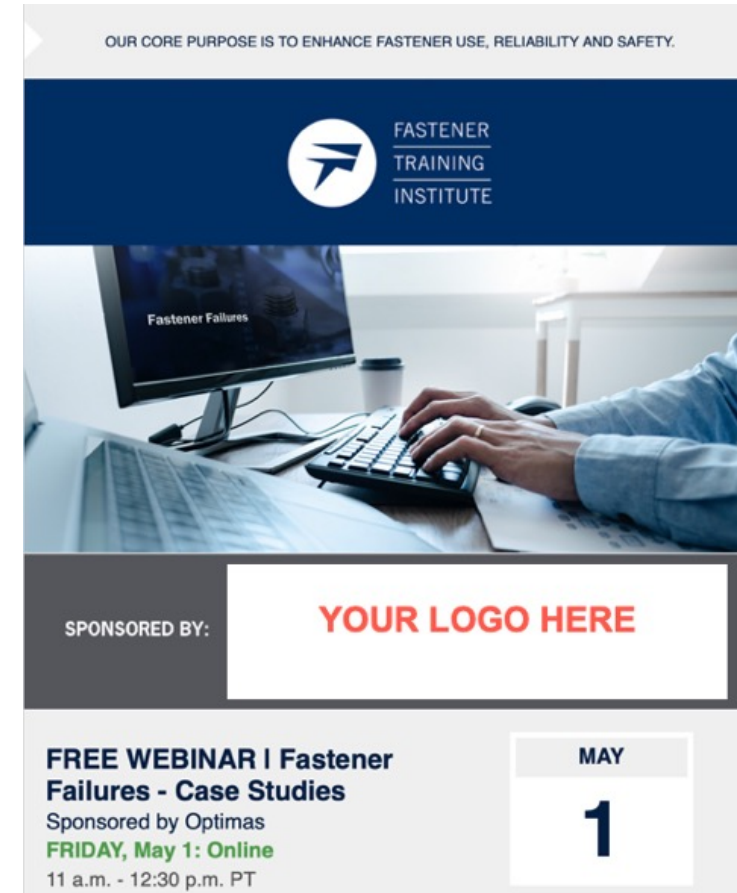 OUR CORE PURPOSE IS TO ENHANCE FASTENER USE, RELIABILITY AND SAFETY.
FASTENER
TRAINING
INSTITUTE
Fastener Failures
SPONSORED BY:
YOUR LOGO HERE
FREE WEBINAR | Fastener
Failures - Case Studies
Sponsored by Optimas
FRIDAY, May 1: Online
11 a.m. - 12:30 p.m. PT
MAY
1